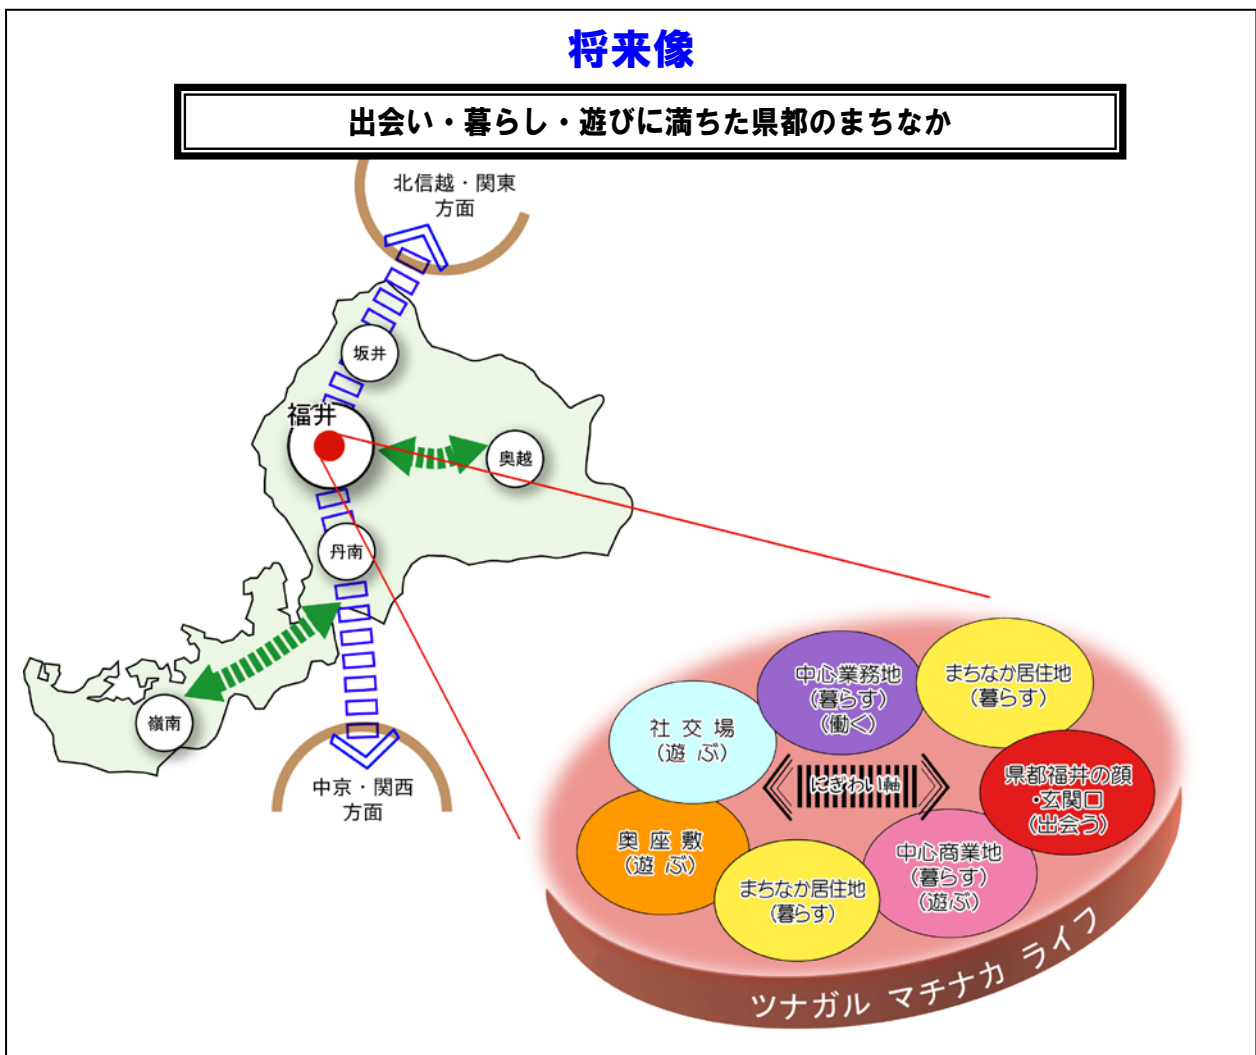 将来像
出会い・暮らし・遊びに満ちた県都のまちなか
北信越・関東
方面
坂井
福井
奥越
丹南
嶺南
中京・関西
方面
中心業務地
(暮らす)
(働く)
まちなか居住地
(暮らす)
社 交 場
(遊 ぶ)
にぎわい軸
県都福井の顔
・玄関口
(出会う)
奥 座 敷
(遊 ぶ)
中心商業地
(暮らす)
(遊ぶ)
まちなか居住地
(暮らす)
ツナガル マチナカ ライフ